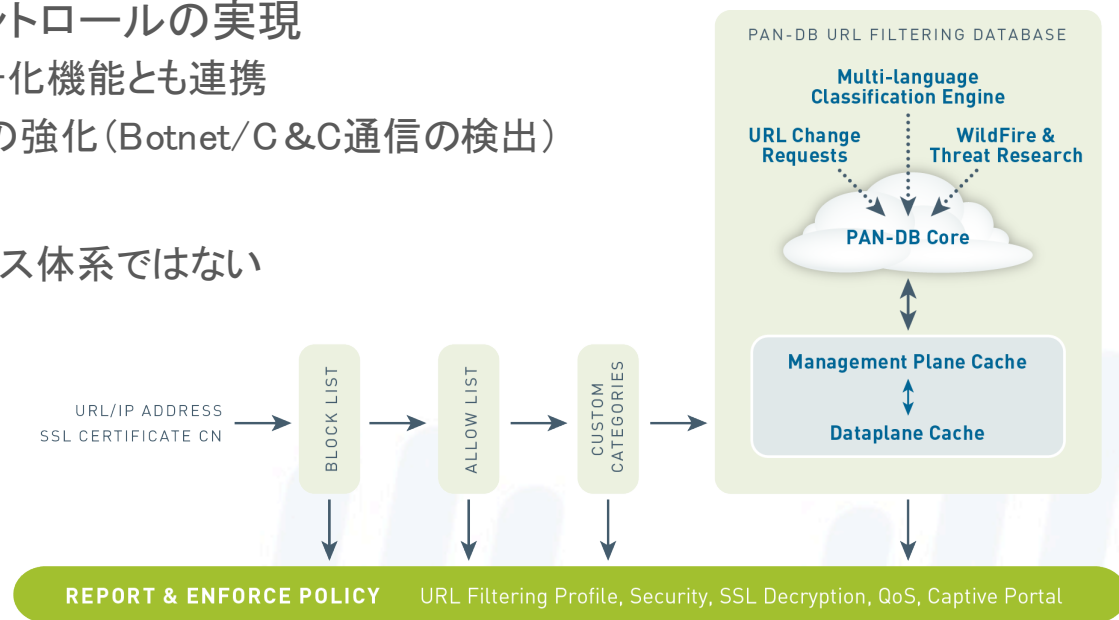 ントロールの実現
化機能とも連携
の強化（Botnet/C＆C通信の検出）
ス体系ではない
PAN-DB URL FILTERING DATABASE
Multi-language
Classification Engine
URL Change
Requests
WildFire &
Threat Research
PAN-DB Core
Management Plane Cache
Dataplane Cache
URL/IP ADDRESS
SSL CERTIFICATE CN
BLOCK LIST
ALLOW LIST
CUSTOM
CATEGORIES
REPORT & ENFORCE POLICY URL Filtering Profile, Security, SSL Decryption, QoS, Captive Portal